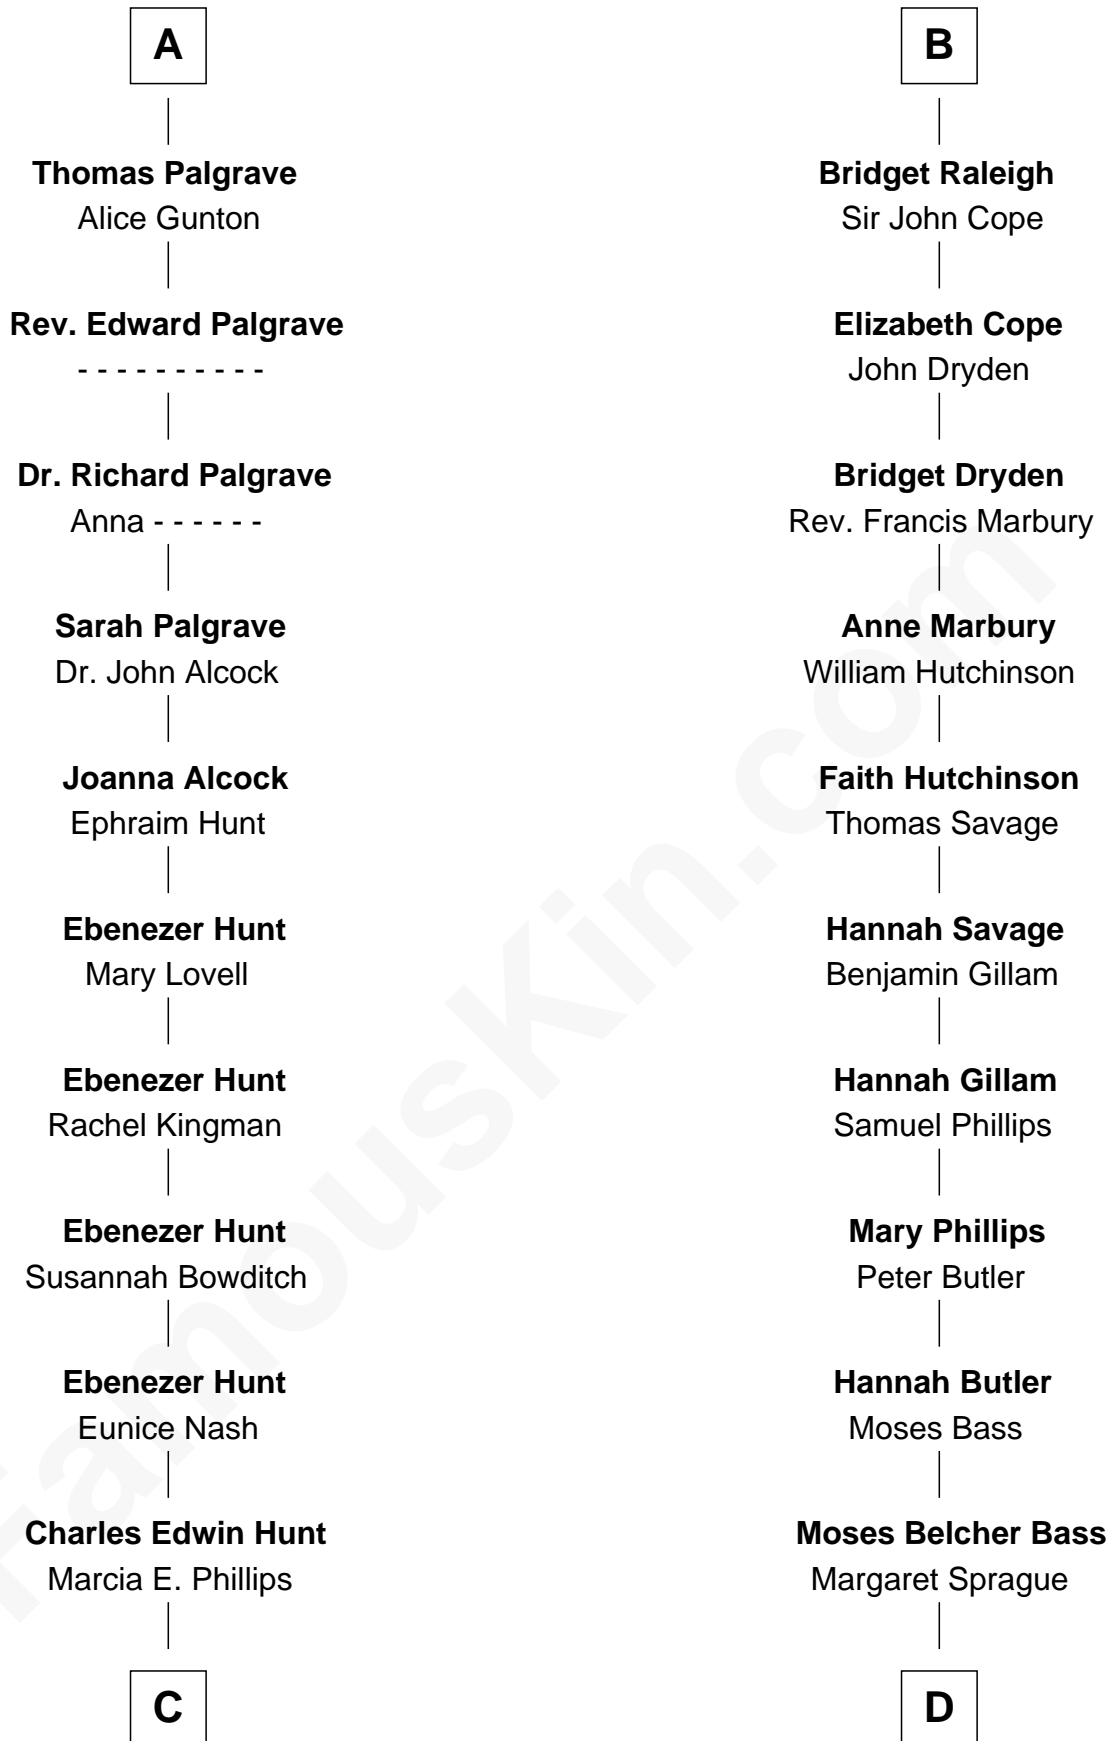 A
Thomas Palgrave
Alice Gunton
Rev. Edward Palgrave
- - - - - - - - - -
Dr. Richard Palgrave
Anna - - - - - -
Sarah Palgrave
Dr. John Alcock
Joanna Alcock
Ephraim Hunt
Ebenezer Hunt
Mary Lovell
Ebenezer Hunt
Rachel Kingman
Ebenezer Hunt
Susannah Bowditch
Ebenezer Hunt
Eunice Nash
Charles Edwin Hunt
Marcia E. Phillips
C
B
Bridget Raleigh
Sir John Cope
Elizabeth Cope
John Dryden
Bridget Dryden
Rev. Francis Marbury
Anne Marbury
William Hutchinson
Faith Hutchinson
Thomas Savage
Hannah Savage
Benjamin Gillam
Hannah Gillam
Samuel Phillips
Mary Phillips
Peter Butler
Hannah Butler
Moses Bass
Moses Belcher Bass
Margaret Sprague
D
FamousKin.com